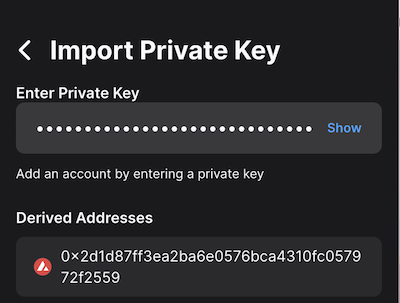 Import Private Key
Enter Private Key
•••••••••••••••••••••••••••••• Show
Add an account by entering a private key
Derived Addresses
0x2d1d87ff3ea2ba6e0576bca4310fc0579
72f2559